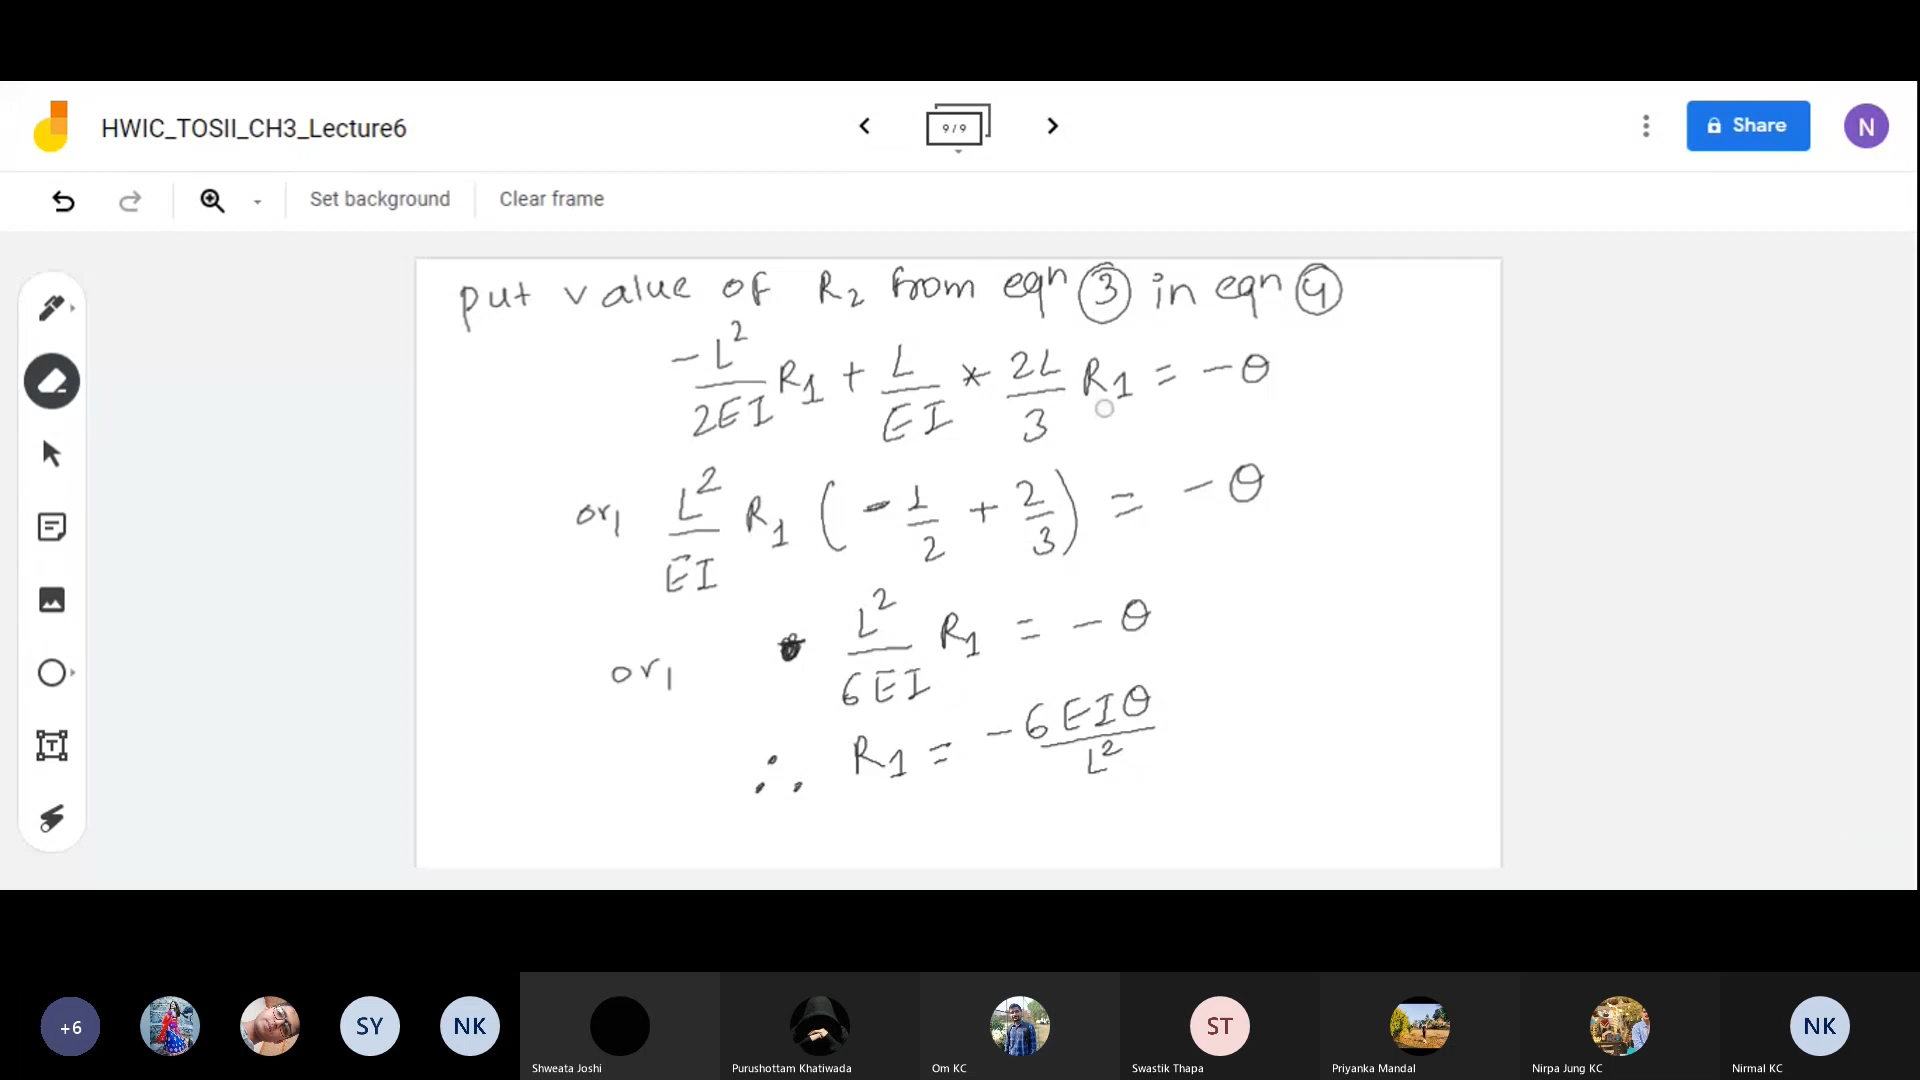 HWIC_TOSII_CH3_Lecture6
9/9
Share
N
Set background
Clear frame
put value of R₂ from eqn ③ in eqn ④
-L²/2EI R₁ + L/EI * 2L/3 R₁ = -θ
or, L²/EI R₁ (-1/2 + 2/3) = -θ
or, L²/6EI R₁ = -θ
∴ R₁ = -6EIθ/L²
+6
SY
NK
ST
NK
Shweata Joshi
Purushottam Khatiwada
Om KC
Swastik Thapa
Priyanka Mandal
Nirpa Jung KC
Nirmal KC